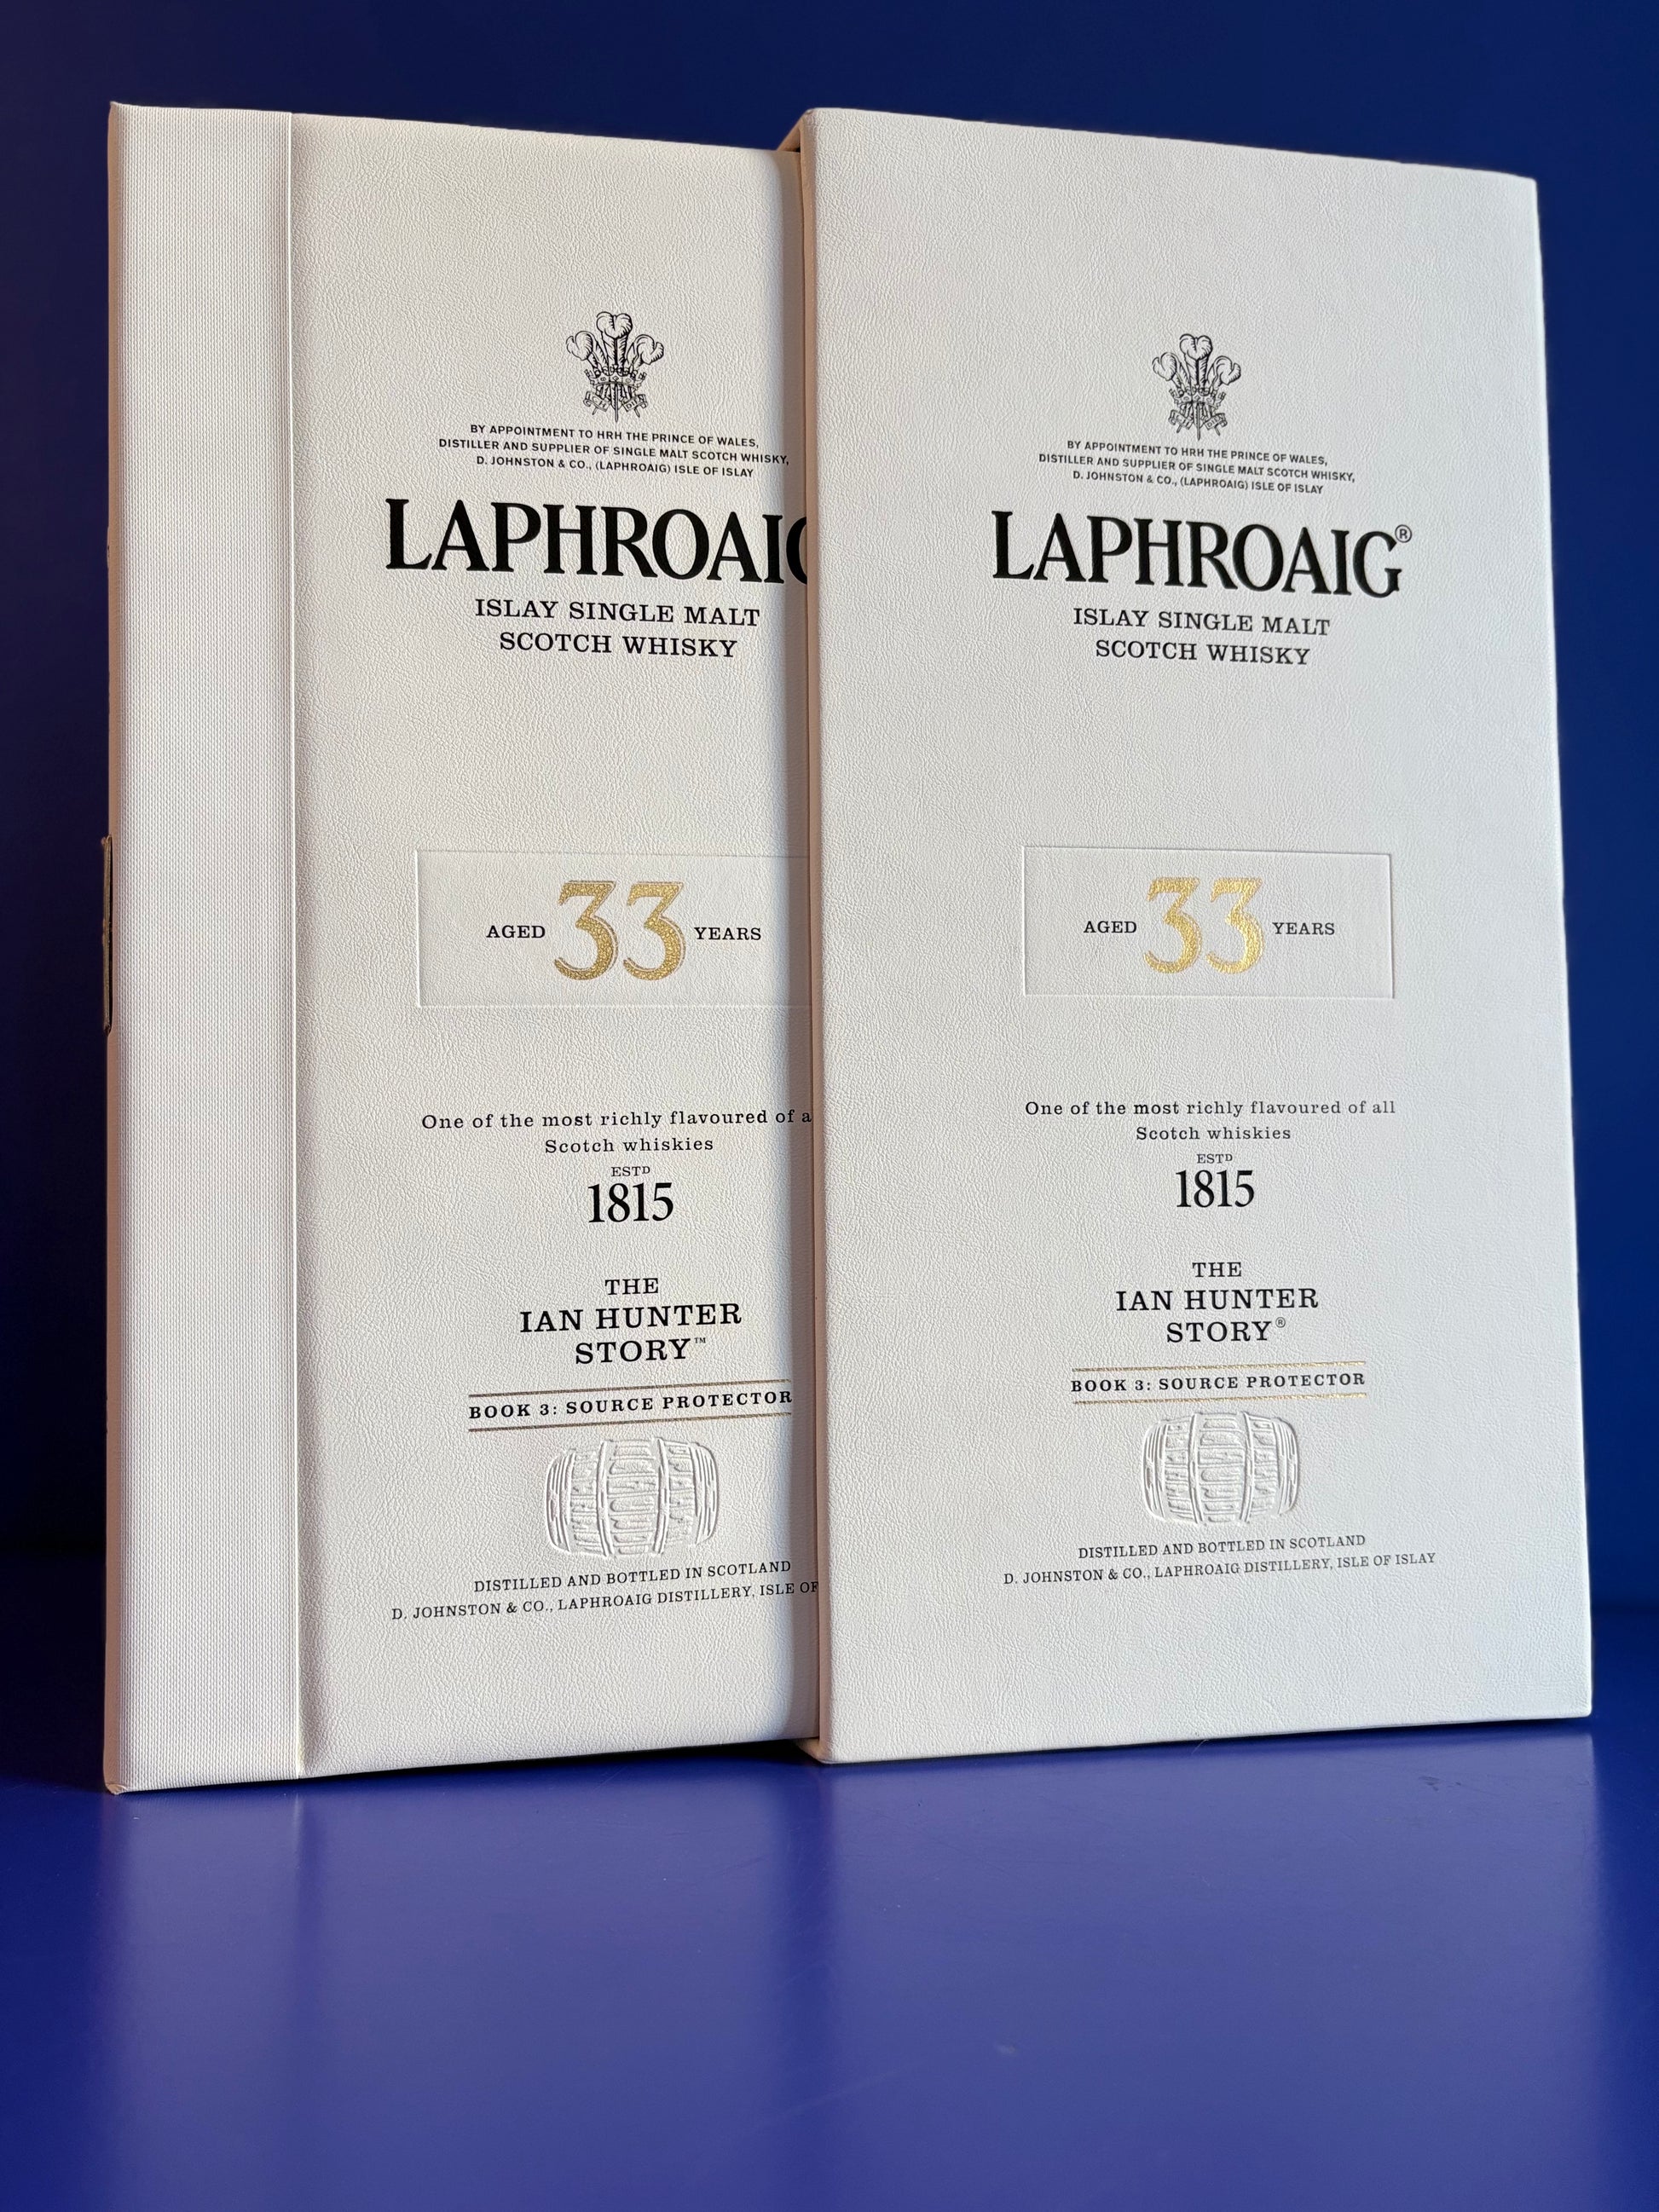 BY APPOINTMENT TO HRH THE PRINCE OF WALES,
DISTILLER AND SUPPLIER OF SINGLE MALT SCOTCH WHISKY,
D. JOHNSTON & CO., (LAPHROAIG) ISLE OF ISLAY
LAPHROAIG
ISLAY SINGLE MALT
SCOTCH WHISKY
AGED 33 YEARS
One of the most richly flavoured of a
Scotch whiskies
ESTD
1815
THE
IAN HUNTER
STORY™
BOOK 3: SOURCE PROTECTOR
DISTILLED AND BOTTLED IN SCOTLAND
D. JOHNSTON & CO., LAPHROAIG DISTILLERY, ISLE OF
BY APPOINTMENT TO HRH THE PRINCE OF WALES,
DISTILLER AND SUPPLIER OF SINGLE MALT SCOTCH WHISKY,
D. JOHNSTON & CO., (LAPHROAIG) ISLE OF ISLAY
LAPHROAIG®
ISLAY SINGLE MALT
SCOTCH WHISKY
AGED 33 YEARS
One of the most richly flavoured of all
Scotch whiskies
ESTD
1815
THE
IAN HUNTER
STORY®
BOOK 3: SOURCE PROTECTOR
DISTILLED AND BOTTLED IN SCOTLAND
D. JOHNSTON & CO., LAPHROAIG DISTILLERY, ISLE OF ISLAY